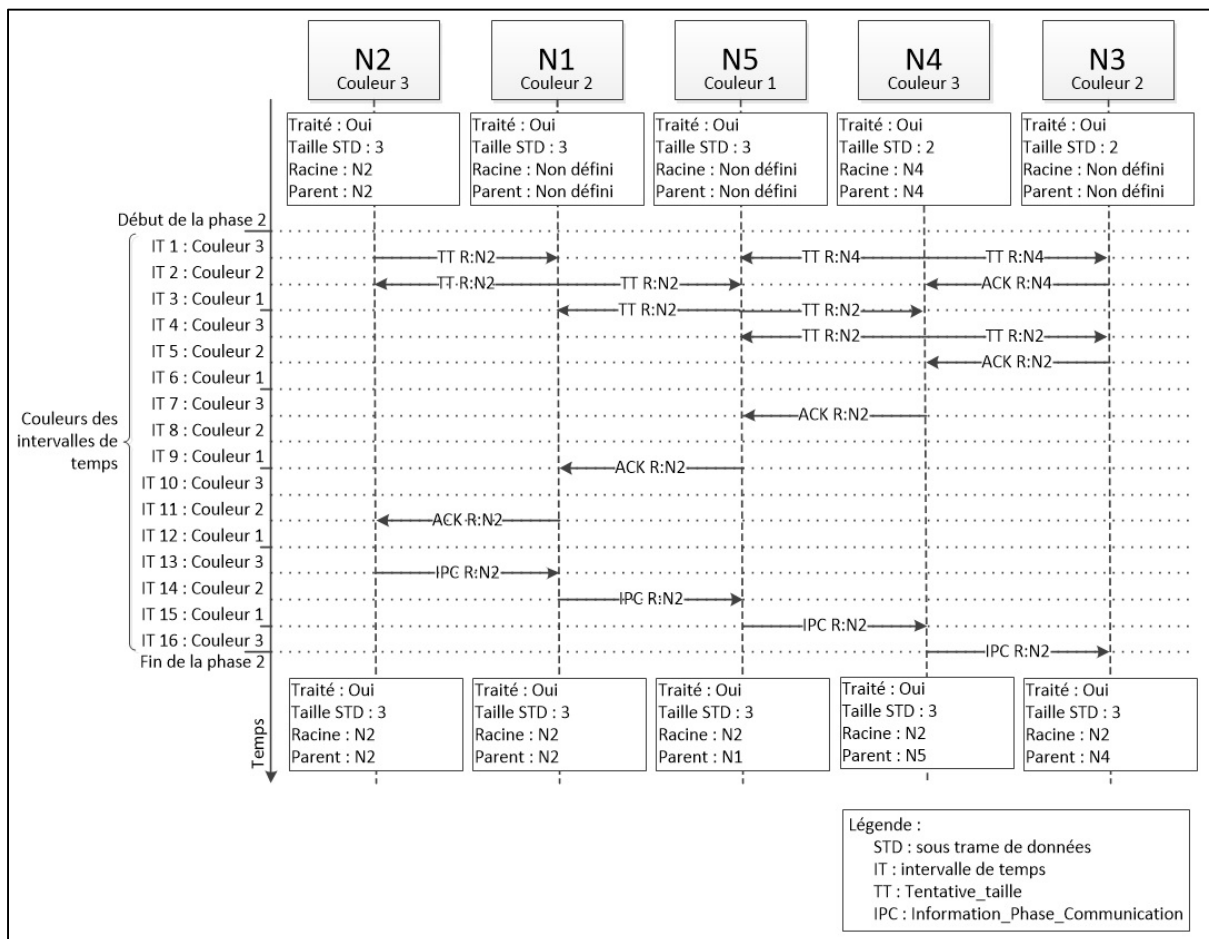 N2
Couleur 3
N1
Couleur 2
N5
Couleur 1
N4
Couleur 3
N3
Couleur 2
Traité : Oui
Taille STD : 3
Racine : N2
Parent : N2
Traité : Oui
Taille STD : 3
Racine : Non défini
Parent : Non défini
Traité : Oui
Taille STD : 3
Racine : Non défini
Parent : Non défini
Traité : Oui
Taille STD : 2
Racine : N4
Parent : N4
Traité : Oui
Taille STD : 2
Racine : Non défini
Parent : Non défini
Début de la phase 2
Couleurs des
intervalles de
temps
IT 1 : Couleur 3
TT R:N2
TT R:N4
TT R:N4
IT 2 : Couleur 2
TT R:N2
TT R:N2
ACK R:N4
IT 3 : Couleur 1
TT R:N2
TT R:N2
IT 4 : Couleur 3
TT R:N2
TT R:N2
IT 5 : Couleur 2
ACK R:N2
IT 6 : Couleur 1
IT 7 : Couleur 3
ACK R:N2
IT 8 : Couleur 2
IT 9 : Couleur 1
ACK R:N2
IT 10 : Couleur 3
IT 11 : Couleur 2
ACK R:N2
IT 12 : Couleur 1
IT 13 : Couleur 3
IPC R:N2
IT 14 : Couleur 2
IPC R:N2
IT 15 : Couleur 1
IPC R:N2
IT 16 : Couleur 3
IPC R:N2
Fin de la phase 2
Temps
Traité : Oui
Taille STD : 3
Racine : N2
Parent : N2
Traité : Oui
Taille STD : 3
Racine : N2
Parent : N2
Traité : Oui
Taille STD : 3
Racine : N2
Parent : N1
Traité : Oui
Taille STD : 3
Racine : N2
Parent : N5
Traité : Oui
Taille STD : 3
Racine : N2
Parent : N4
Légende :
STD : sous trame de données
IT : intervalle de temps
TT : Tentative_taille
IPC : Information_Phase_Communication